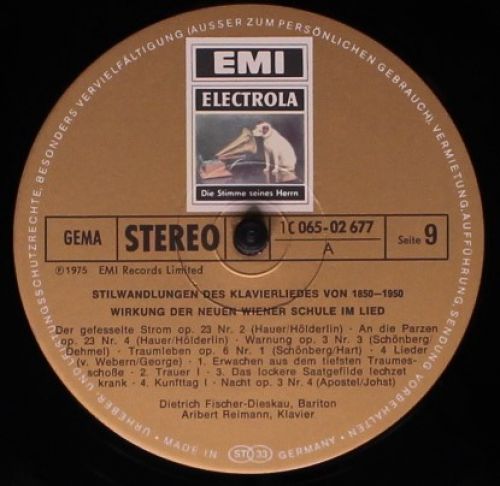 URHEBER- UND LEISTUNGSSCHUTZRECHTE, BESONDERS VERVIELFÄLTIGUNG (AUSSER ZUM PERSÖNLICHEN GEBRAUCH), VERMIETUNG, AUFFÜHRUNG, SENDUNG VORBEHALTEN
EMI
ELECTROLA
Die Stimme seines Herrn
GEMA
STEREO
1C 065-02 677
A
Seite 9
℗ 1975 EMI Records Limited
STILWANDLUNGEN DES KLAVIERLIEDES VON 1850—1950
WIRKUNG DER NEUEN WIENER SCHULE IM LIED
Der gefesselte Strom op. 23 Nr. 2 (Hauer/Hölderlin) · An die Parzen
op. 23 Nr. 4 (Hauer/Hölderlin) · Warnung op. 3 Nr. 3 (Schönberg/
Dehmel) · Traumleben op. 6 Nr. 1 (Schönberg/Hart) · 4 Lieder
(v. Webern/George) · 1. Erwachen aus dem tiefsten Traumes-
schoße · 2. Trauer I · 3. Das lockere Saatgefilde lechzet
krank · 4. Kunfttag I · Nacht op. 3 Nr. 4 (Apostel/Johst)
Dietrich Fischer-Dieskau, Bariton
Aribert Reimann, Klavier
· MADE IN STL 33 GERMANY ·